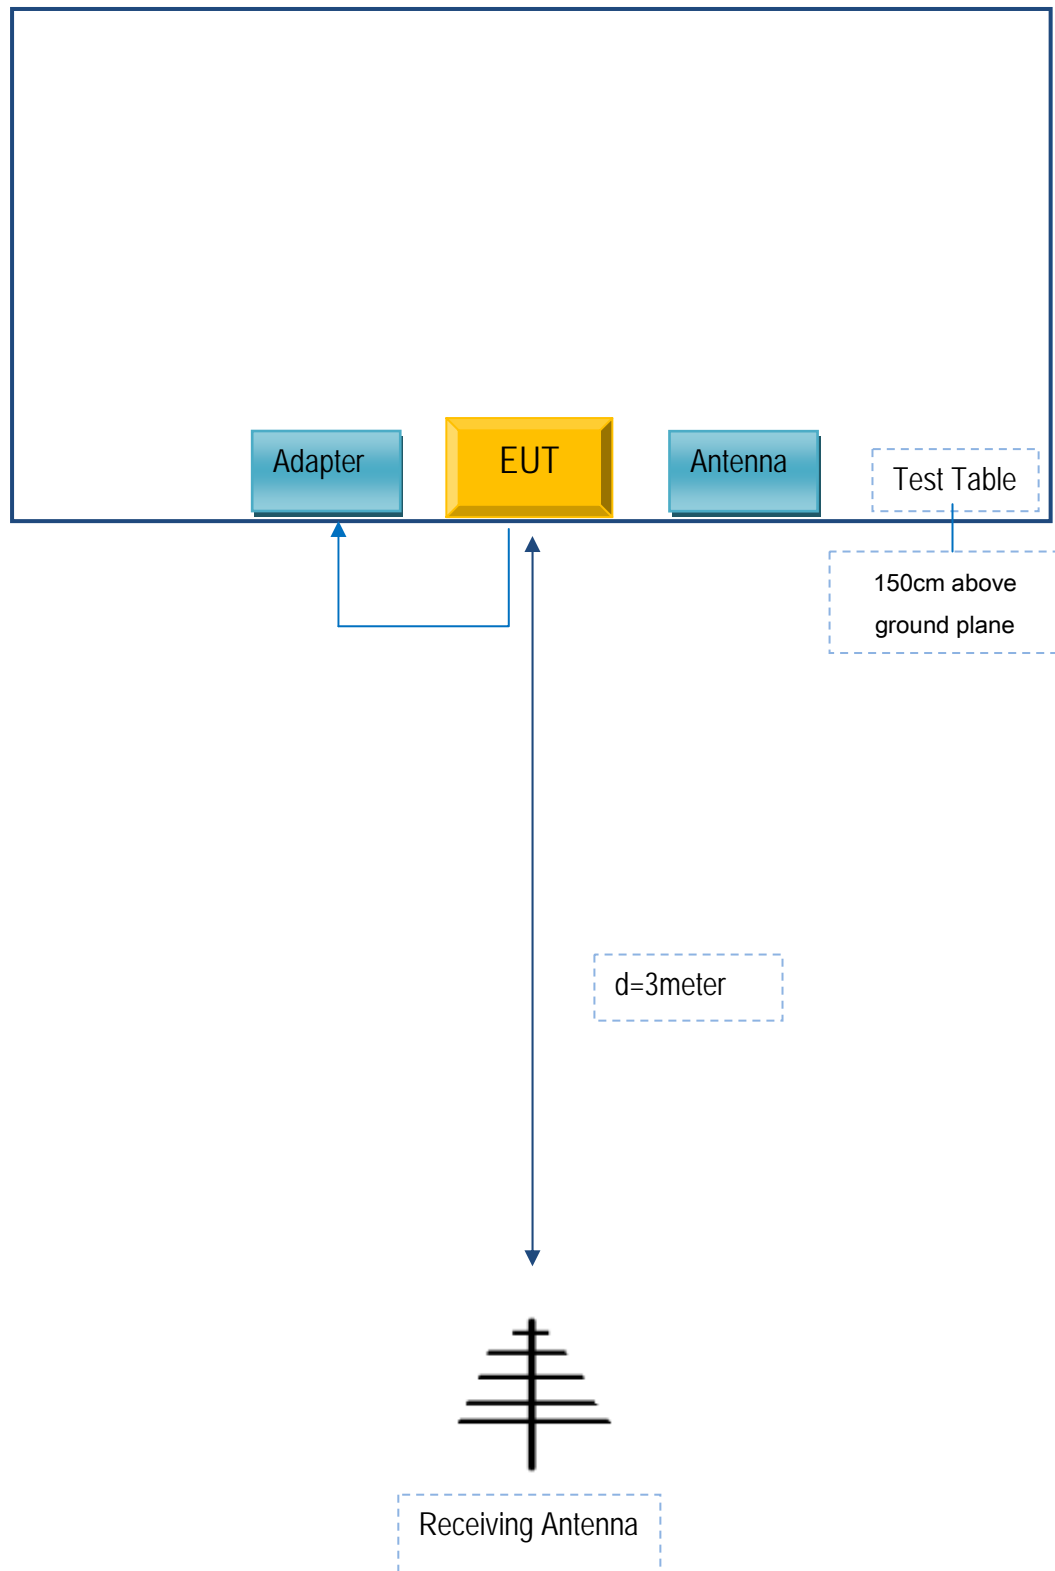 Adapter
EUT
Antenna
Test Table
150cm above
ground plane
d=3meter
Receiving Antenna